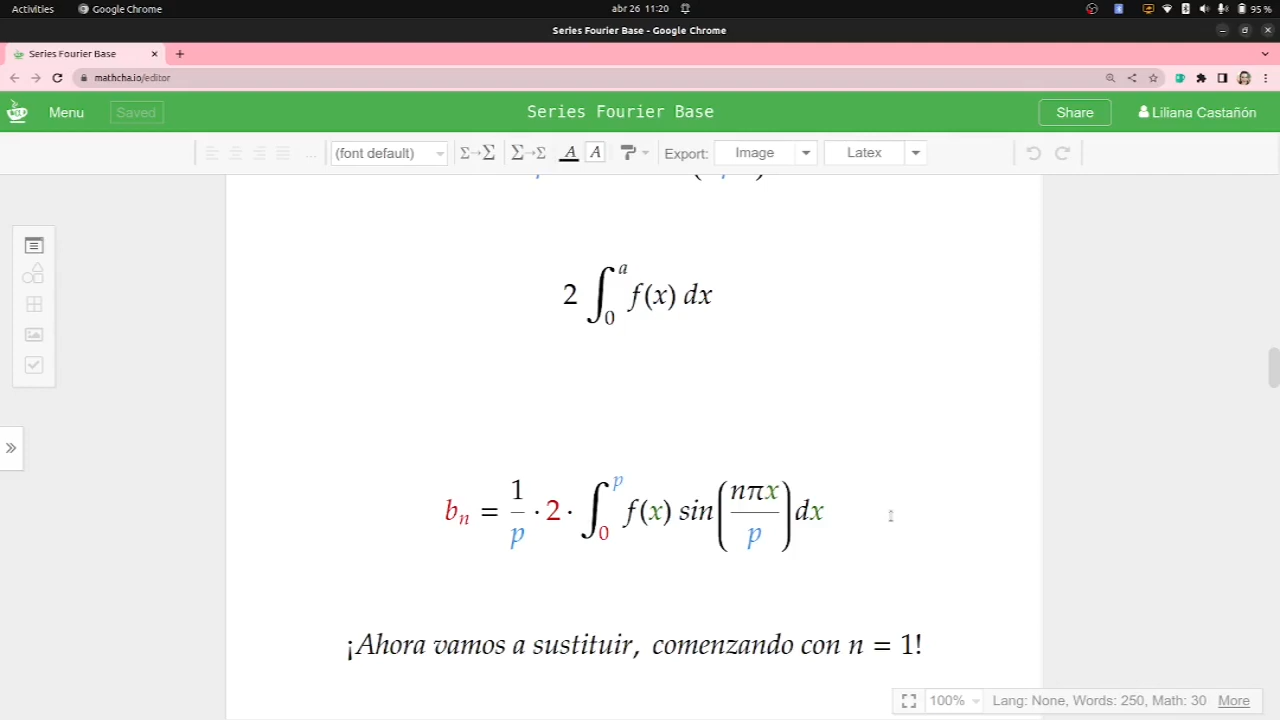 Activities Google Chrome abr 26 11:20 95 %
Series Fourier Base - Google Chrome
Series Fourier Base × +
mathcha.io/editor
Menu Saved Series Fourier Base Share Liliana Castañón
... (font default) Σ→Σ Σ→Σ A A Export: Image Latex
2 ∫₀ᵃ f(x) dx
bₙ = 1/p · 2 · ∫₀ᵖ f(x) sin(nπx/p) dx
¡Ahora vamos a sustituir, comenzando con n = 1!
100% Lang: None, Words: 250, Math: 30 More